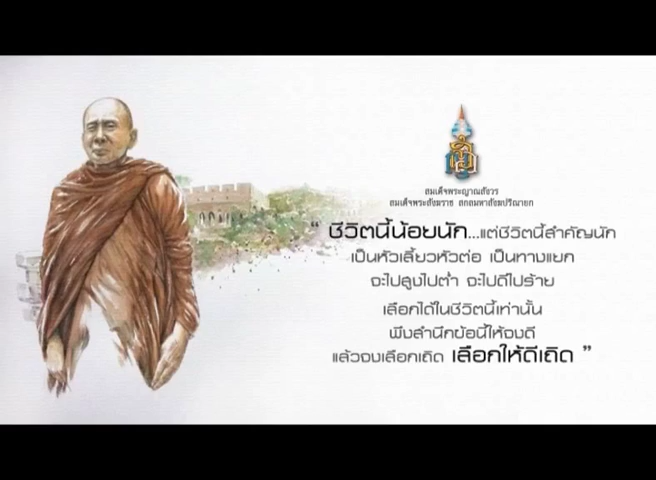 สมเด็จพระญาณสังวร
สมเด็จพระสังฆราช สกลมหาสังฆปริณายก
“ ชีวิตนี้น้อยนัก...แต่ชีวิตนี้สำคัญนัก
เป็นหัวเลี้ยวหัวต่อ เป็นทางแยก
จะไปสูงไปต่ำ จะไปดีไปร้าย
เลือกได้ในชีวิตนี้เท่านั้น
พึงสำนึกข้อนี้ให้จงดี
แล้วจงเลือกเถิด เลือกให้ดีเถิด ”